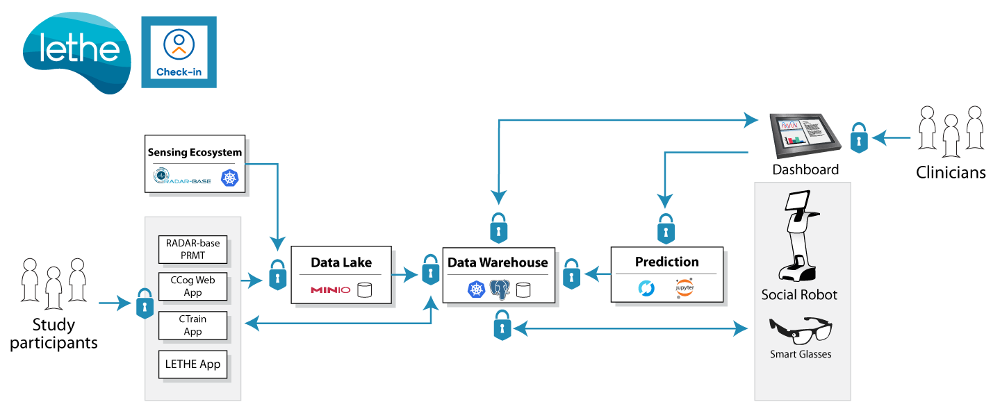 lethe
Check-in
Sensing Ecosystem
RADAR-BASE
Dashboard
Clinicians
RADAR-base
PRMT
CCog Web
App
CTrain
App
LETHE App
Study
participants
Data Lake
MINIO
Data Warehouse
Prediction
jupyter
Social Robot
Smart Glasses